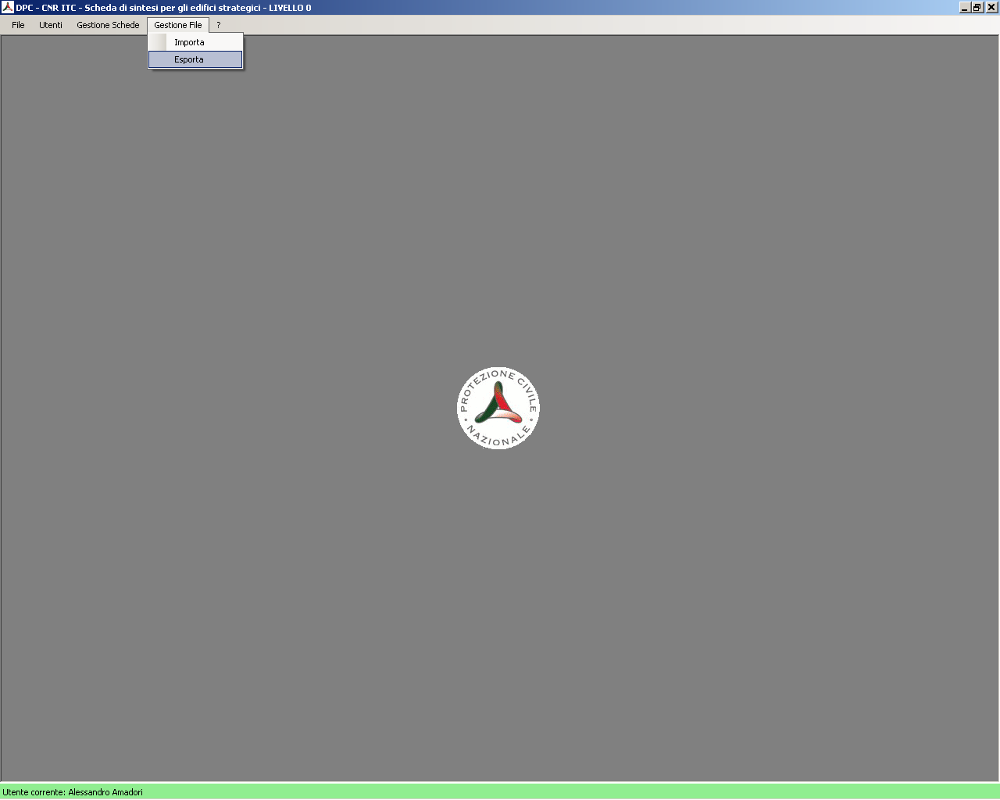 DPC - CNR ITC - Scheda di sintesi per gli edifici strategici - LIVELLO 0
File Utenti Gestione Schede Gestione File ?
Importa
Esporta
PROTEZIONE CIVILE
NAZIONALE
Utente corrente: Alessandro Amadori